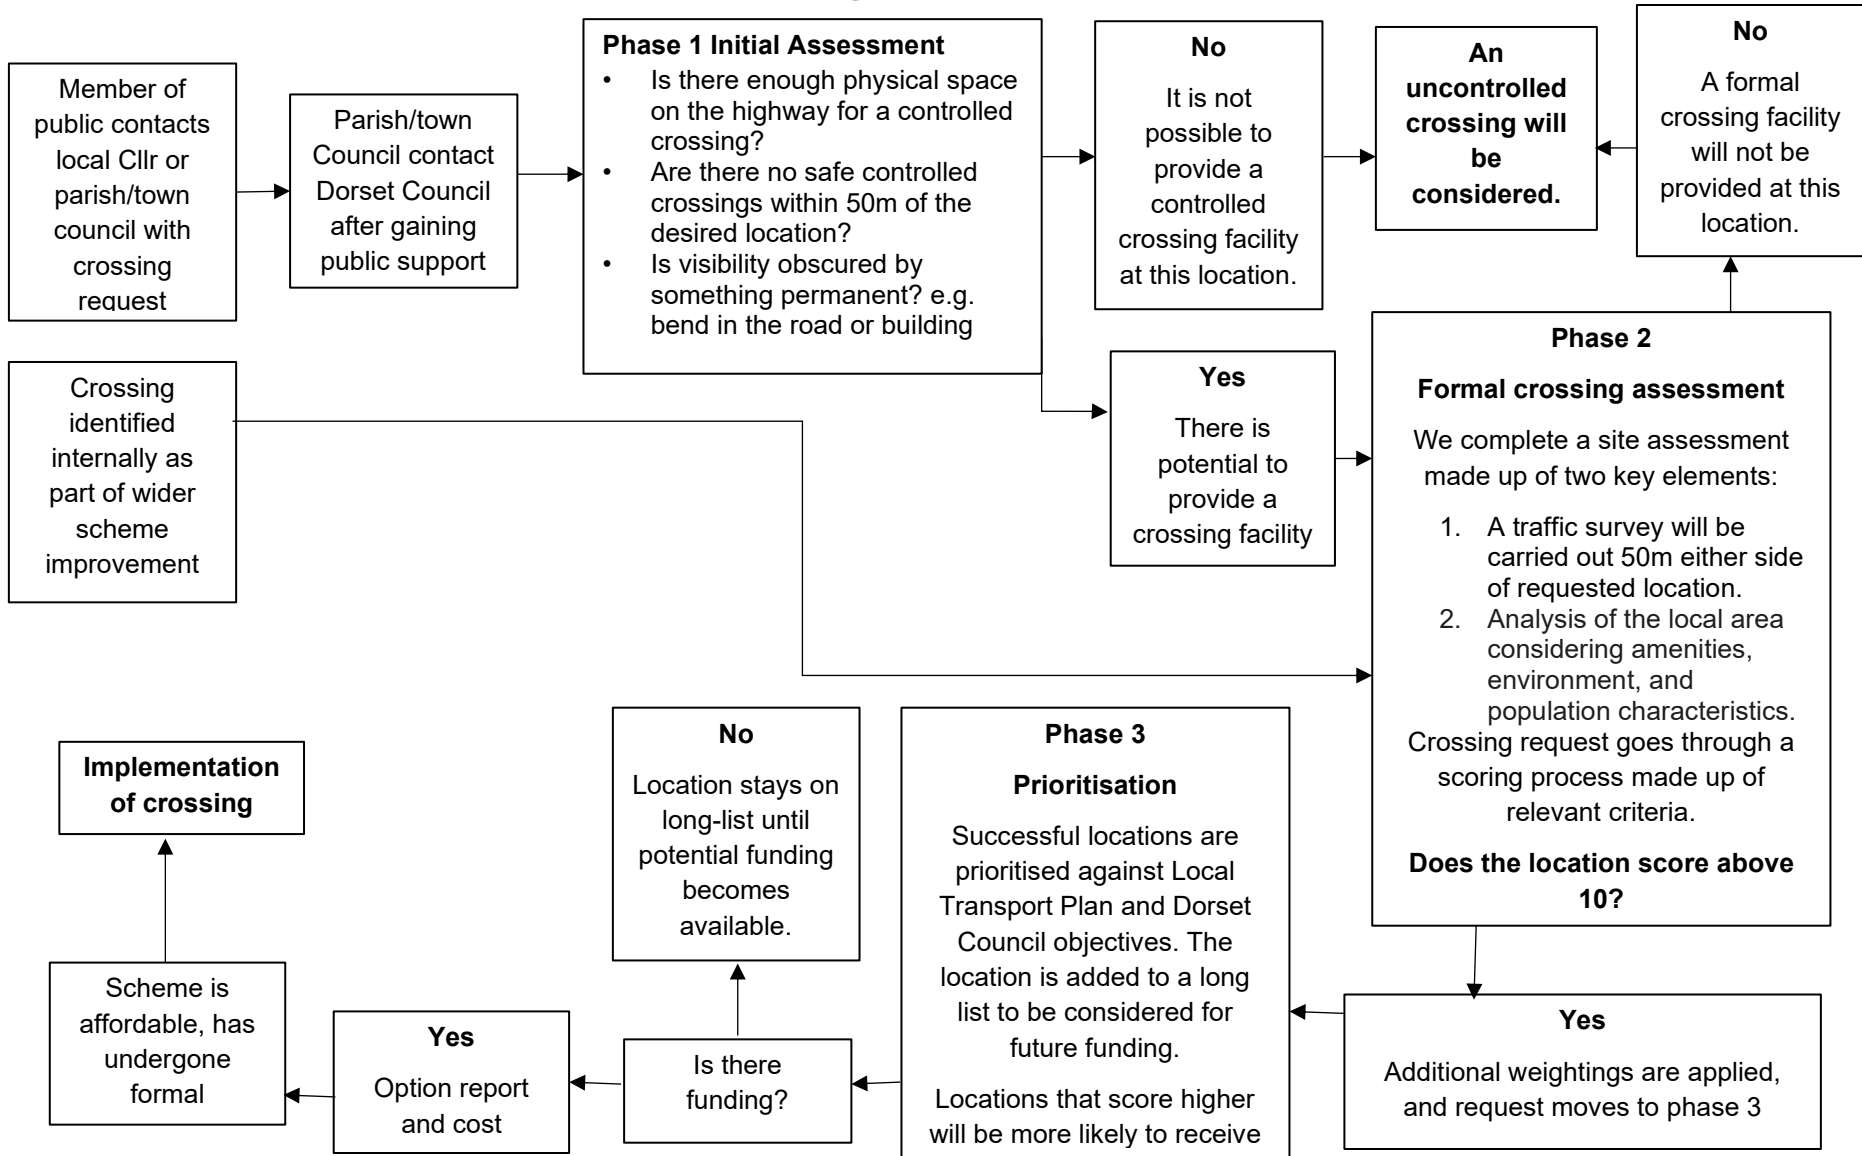 Member of
public contacts
local Cllr or
parish/town
council with
crossing
request
Parish/town
Council contact
Dorset Council
after gaining
public support
Phase 1 Initial Assessment
• Is there enough physical space
on the highway for a controlled
crossing?
• Are there no safe controlled
crossings within 50m of the
desired location?
• Is visibility obscured by
something permanent? e.g.
bend in the road or building
No
It is not
possible to
provide a
controlled
crossing facility
at this location.
An
uncontrolled
crossing will
be
considered.
No
A formal
crossing facility
will not be
provided at this
location.
Crossing
identified
internally as
part of wider
scheme
improvement
Yes
There is
potential to
provide a
crossing facility
Phase 2
Formal crossing assessment
We complete a site assessment
made up of two key elements:
1. A traffic survey will be
carried out 50m either side
of requested location.
2. Analysis of the local area
considering amenities,
environment, and
population characteristics.
Crossing request goes through a
scoring process made up of
relevant criteria.
Does the location score above
10?
Yes
Additional weightings are applied,
and request moves to phase 3
Phase 3
Prioritisation
Successful locations are
prioritised against Local
Transport Plan and Dorset
Council objectives. The
location is added to a long
list to be considered for
future funding.
Locations that score higher
will be more likely to receive
Is there
funding?
No
Location stays on
long-list until
potential funding
becomes
available.
Yes
Option report
and cost
Scheme is
affordable, has
undergone
formal
Implementation
of crossing